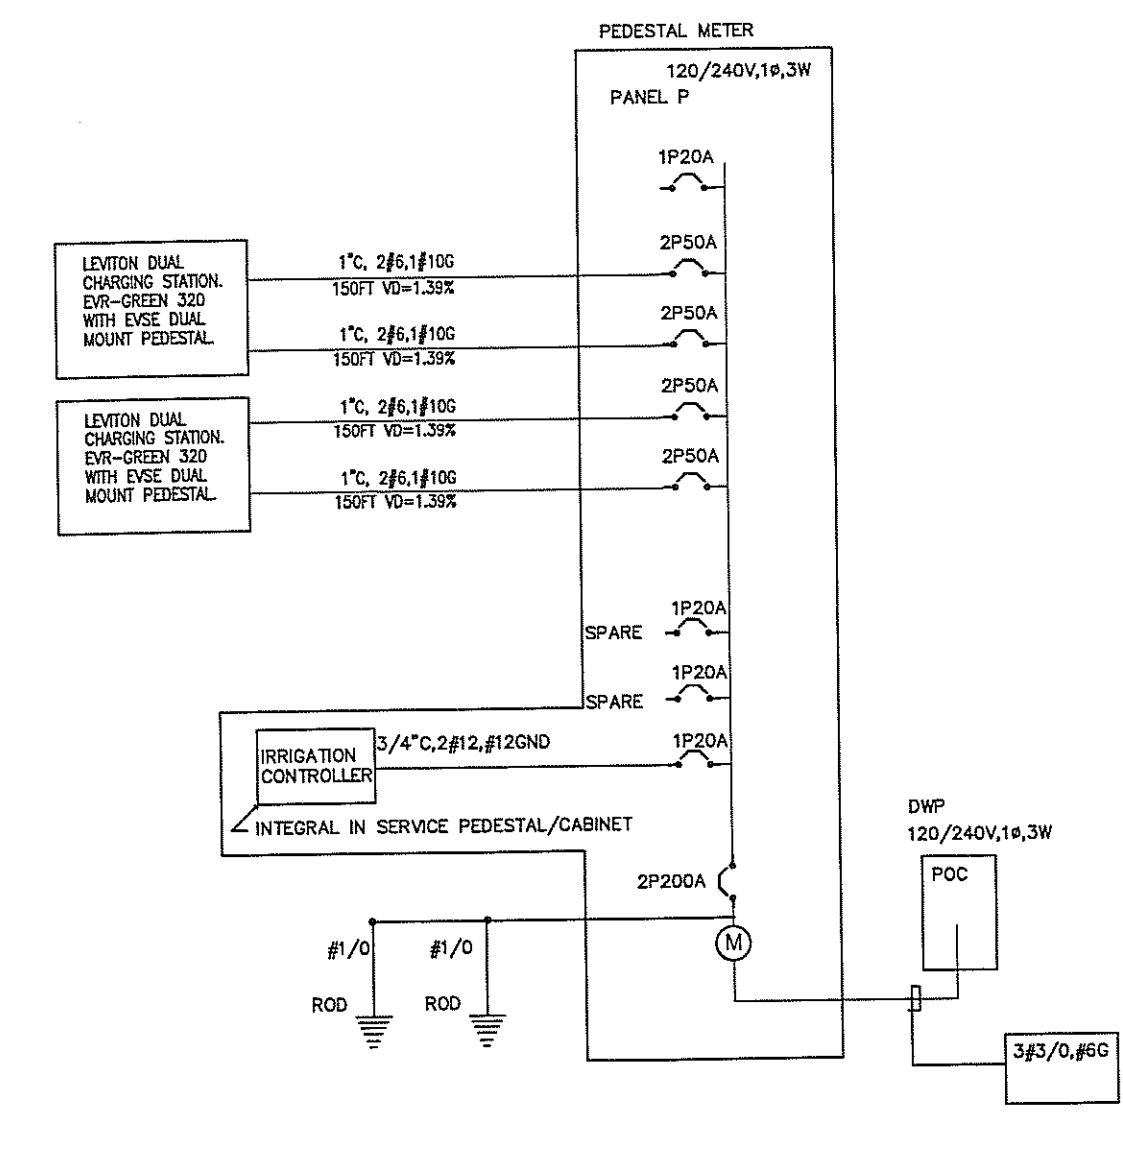 PEDESTAL METER
120/240V,1ø,3W
PANEL P
1P20A
2P50A
LEVITON DUAL
CHARGING STATION.
EVR-GREEN 320
WITH EVSE DUAL
MOUNT PEDESTAL.
1"C, 2#6,1#10G
150FT VD=1.39%
2P50A
1"C, 2#6,1#10G
150FT VD=1.39%
2P50A
LEVITON DUAL
CHARGING STATION.
EVR-GREEN 320
WITH EVSE DUAL
MOUNT PEDESTAL.
1"C, 2#6,1#10G
150FT VD=1.39%
2P50A
1"C, 2#6,1#10G
150FT VD=1.39%
1P20A
SPARE
1P20A
SPARE
1P20A
3/4"C,2#12,#12GND
IRRIGATION
CONTROLLER
INTEGRAL IN SERVICE PEDESTAL/CABINET
DWP
120/240V,1ø,3W
POC
2P200A
M
#1/0
#1/0
ROD
ROD
3#3/0,#6G